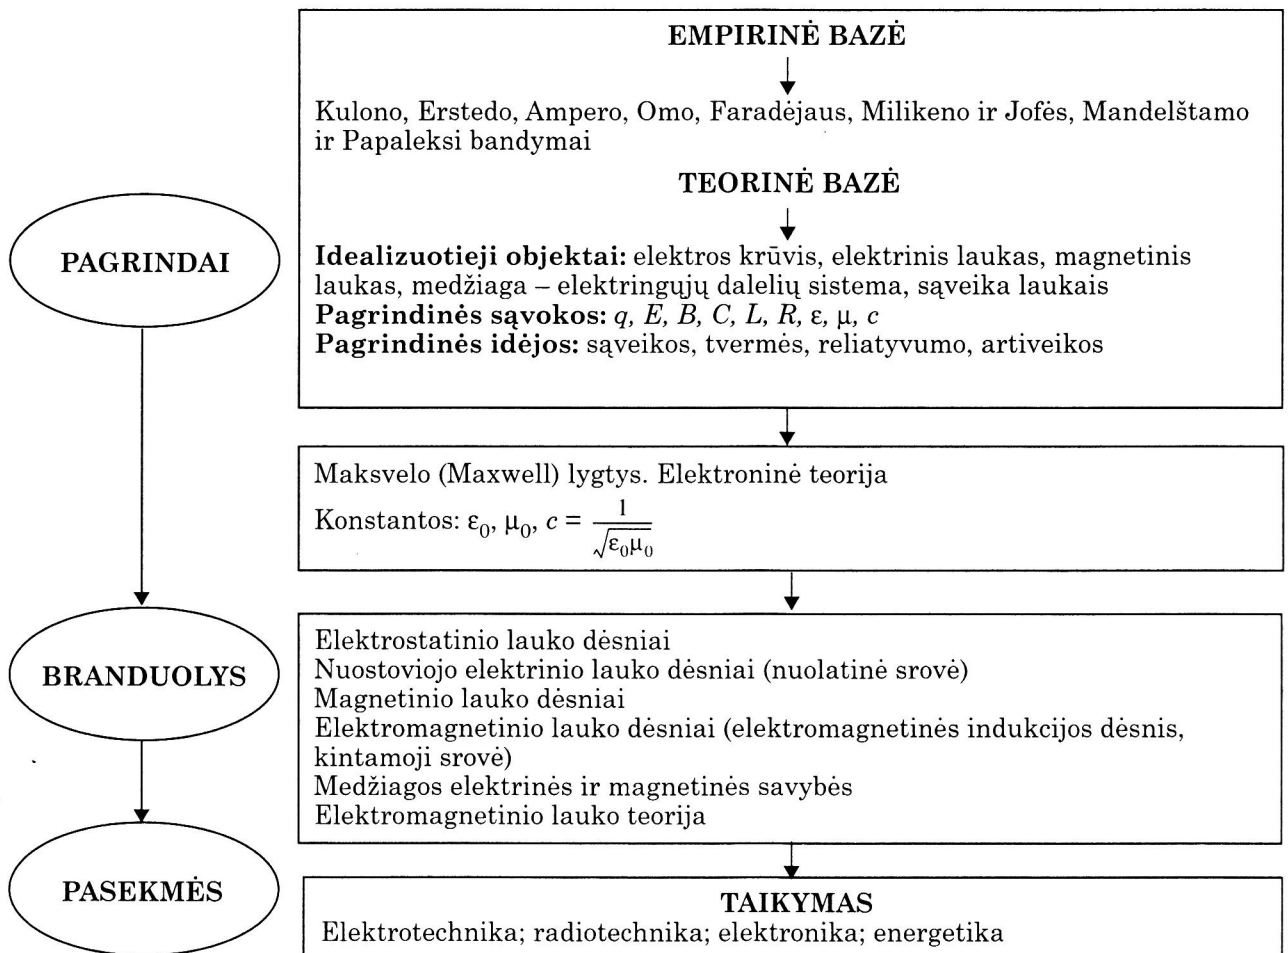 EMPIRINĖ BAZĖ
Kulono, Erstedo, Ampero, Omo, Faradėjaus, Milikeno ir Jofės, Mandelštamo
ir Papaleksi bandymai
TEORINĖ BAZĖ
PAGRINDAI
Idealizuotieji objektai: elektros krūvis, elektrinis laukas, magnetinis
laukas, medžiaga – elektringųjų dalelių sistema, sąveika laukais
Pagrindinės sąvokos: q, E, B, C, L, R, ε, μ, c
Pagrindinės idėjos: sąveikos, tvermės, reliatyvumo, artiveikos
Maksvelo (Maxwell) lygtys. Elektroninė teorija
Konstantos: ε₀, μ₀, c = 1/√ε₀μ₀
BRANDUOLYS
Elektrostatinio lauko dėsniai
Nuostoviojo elektrinio lauko dėsniai (nuolatinė srovė)
Magnetinio lauko dėsniai
Elektromagnetinio lauko dėsniai (elektromagnetinės indukcijos dėsnis,
kintamoji srovė)
Medžiagos elektrinės ir magnetinės savybės
Elektromagnetinio lauko teorija
PASEKMĖS
TAIKYMAS
Elektrotechnika; radiotechnika; elektronika; energetika